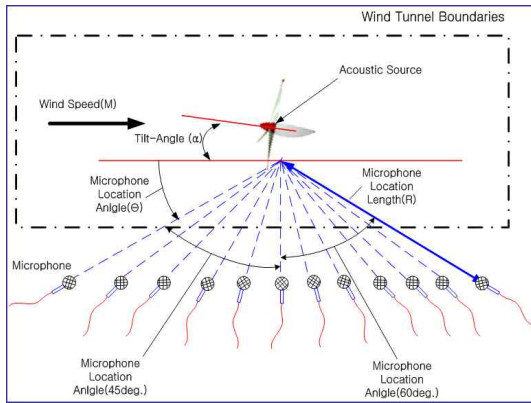 Wind Tunnel Boundaries
Acoustic Source
Wind Speed(M)
Tilt-Angle (α)
Microphone
Location
Anlgle(Θ)
Microphone
Location
Length(R)
Microphone
Microphone
Location
Anlgle(45deg.)
Microphone
Location
Anlgle(60deg.)